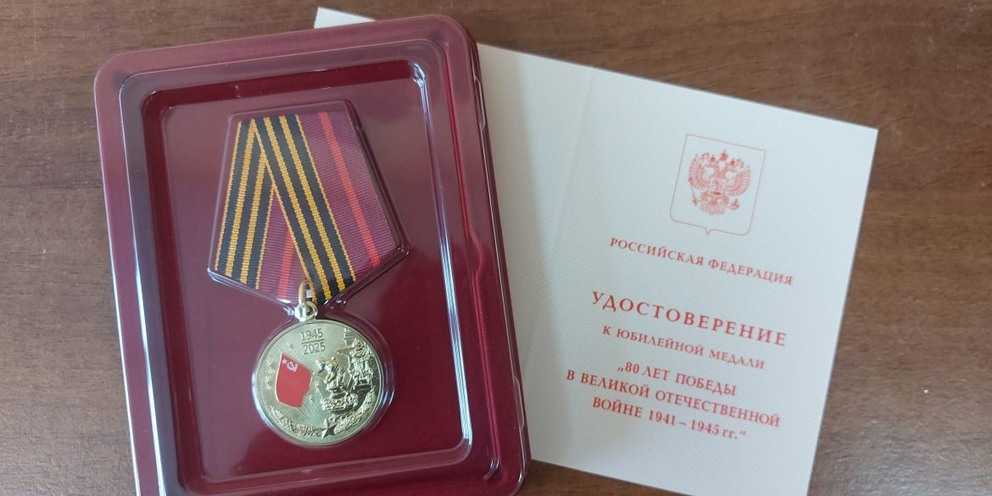 1945
2025
РОССИЙСКАЯ ФЕДЕРАЦИЯ
УДОСТОВЕРЕНИЕ
К ЮБИЛЕЙНОЙ МЕДАЛИ
„80 ЛЕТ ПОБЕДЫ
В ВЕЛИКОЙ ОТЕЧЕСТВЕННОЙ
ВОЙНЕ 1941 – 1945 гг.“